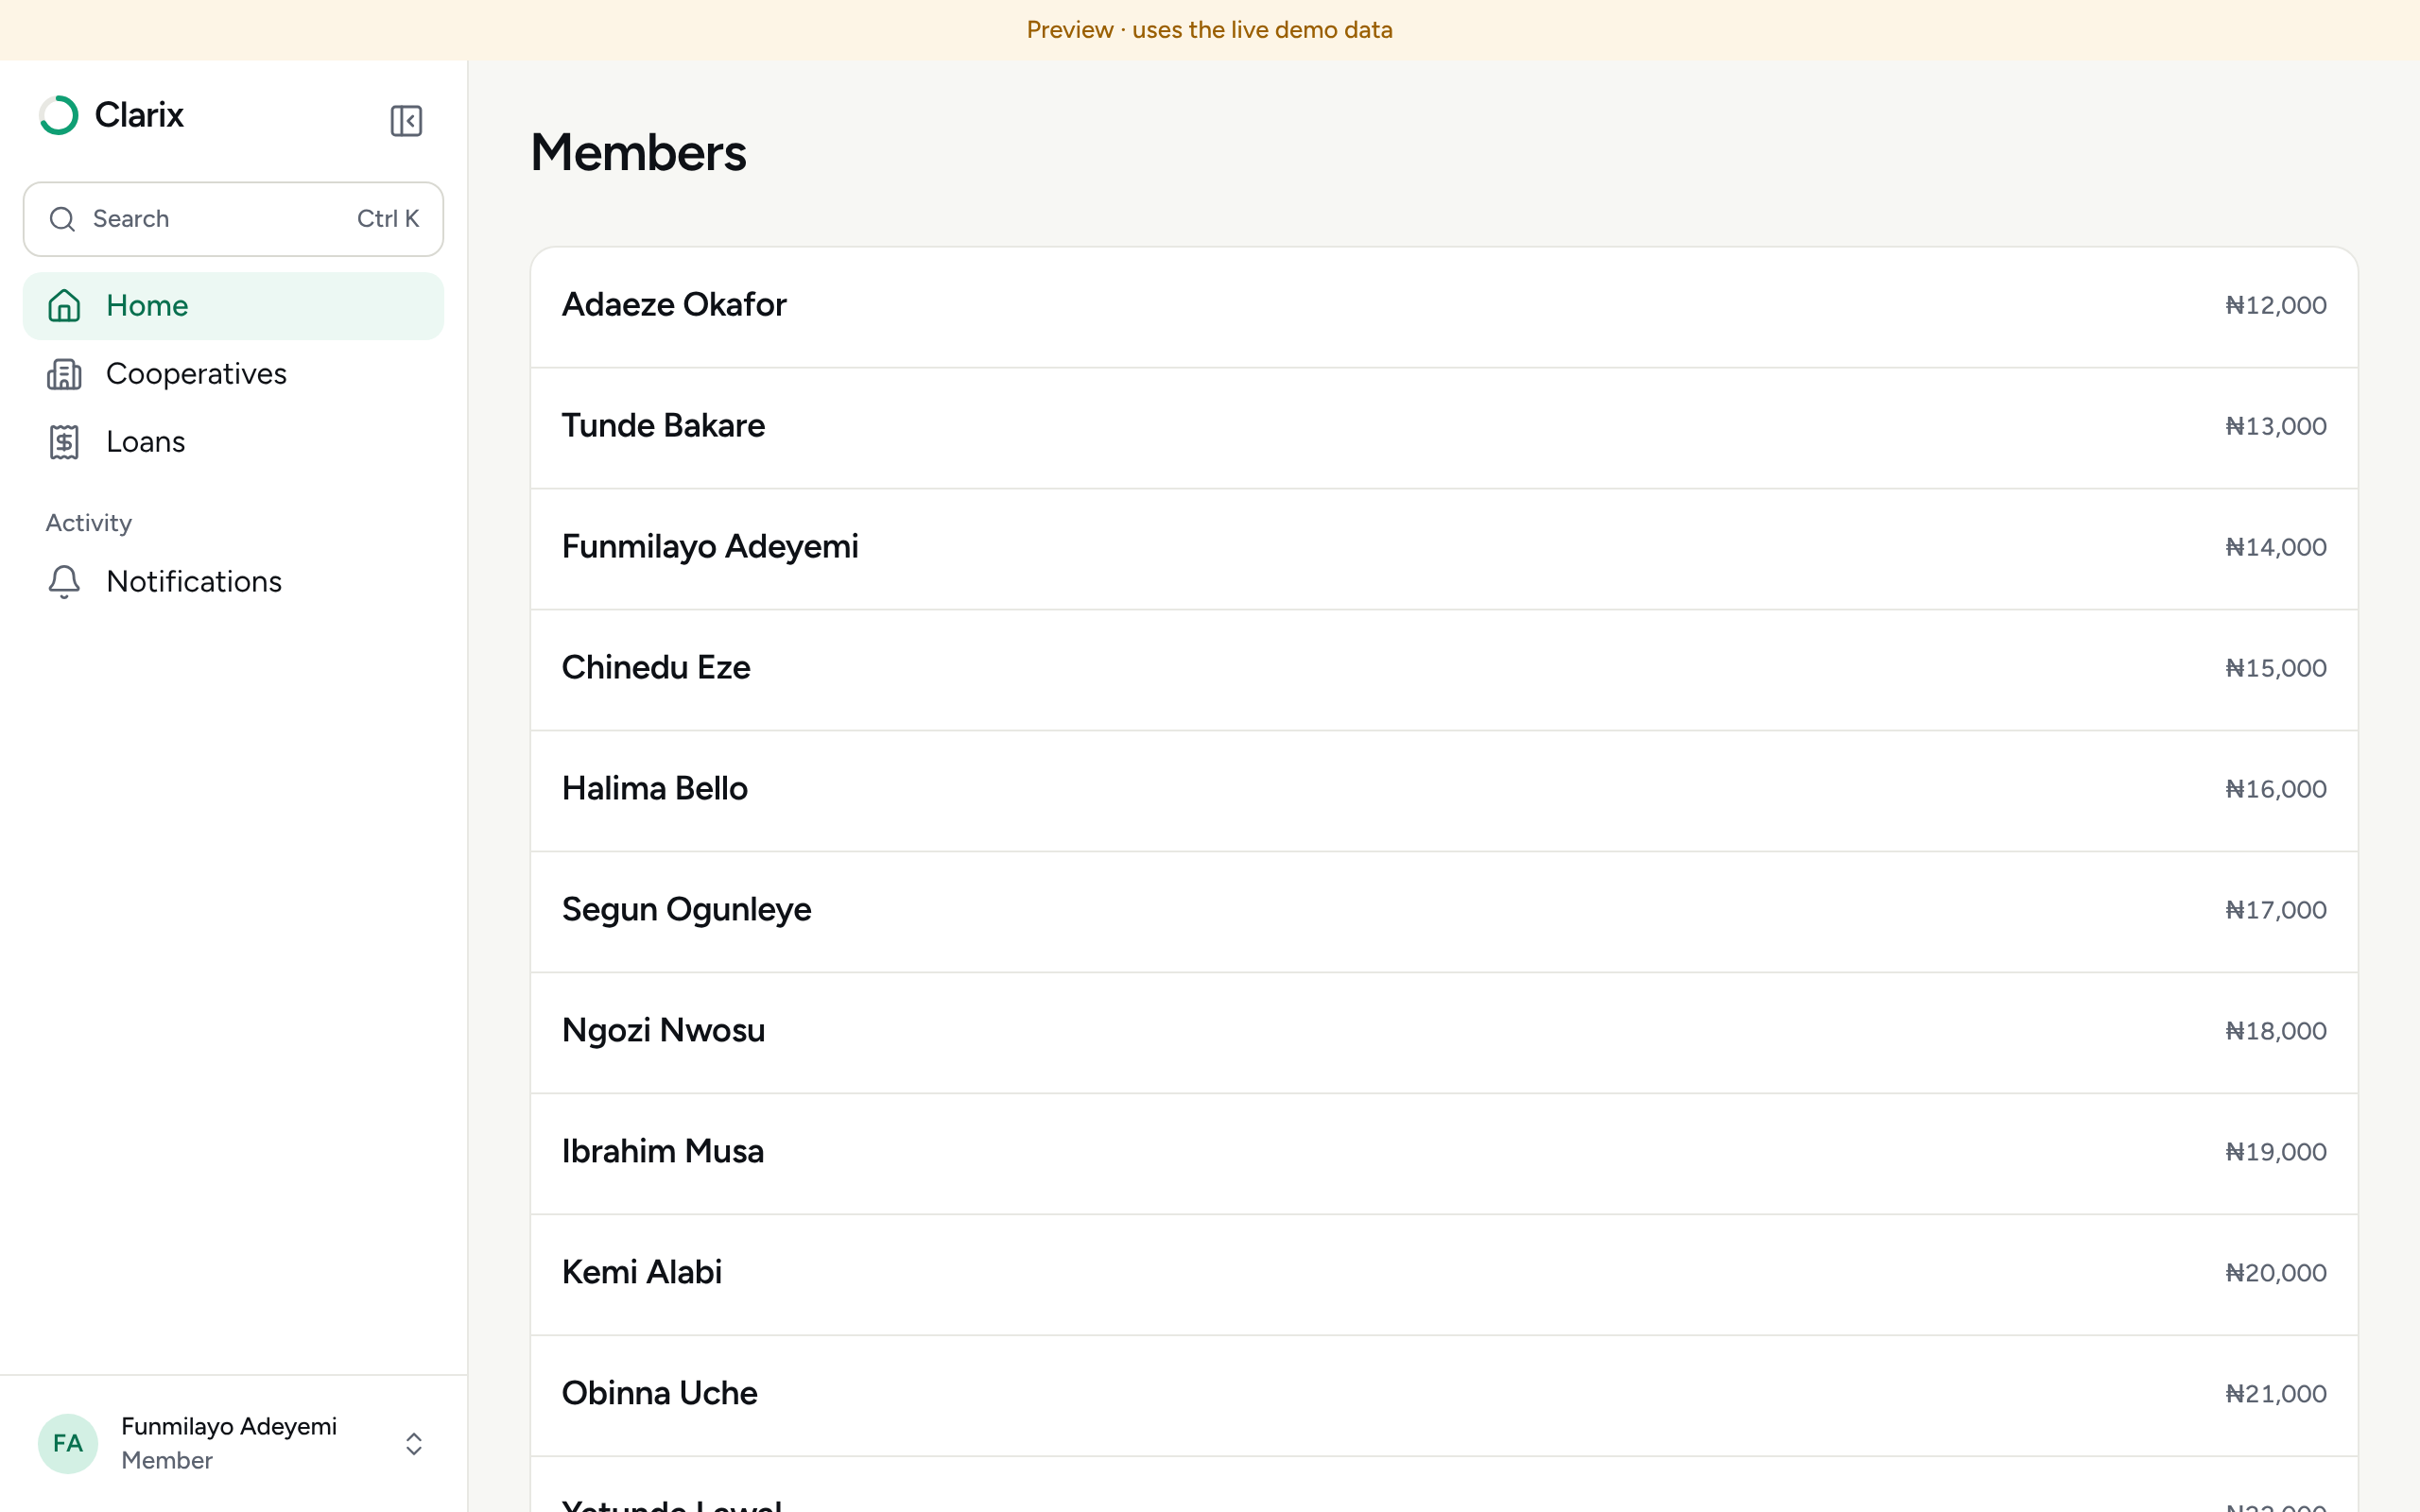 Preview · uses the live demo data
Clarix
Search Ctrl K
Home
Cooperatives
Loans
Activity
Notifications
FA
Funmilayo Adeyemi
Member
Members
Adaeze Okafor ₦12,000
Tunde Bakare ₦13,000
Funmilayo Adeyemi ₦14,000
Chinedu Eze ₦15,000
Halima Bello ₦16,000
Segun Ogunleye ₦17,000
Ngozi Nwosu ₦18,000
Ibrahim Musa ₦19,000
Kemi Alabi ₦20,000
Obinna Uche ₦21,000